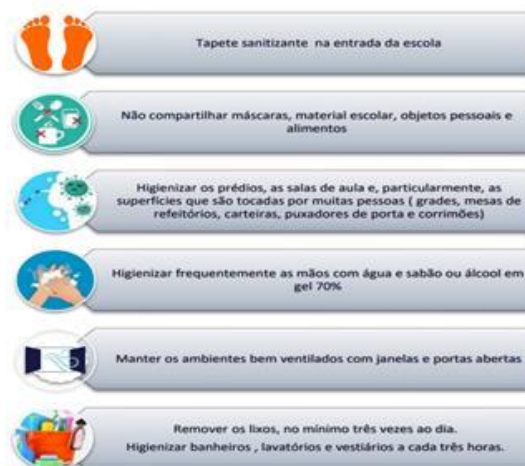 Tapete sanitizante na entrada da escola
Não compartilhar máscaras, material escolar, objetos pessoais e
alimentos
Higienizar os prédios, as salas de aula e, particularmente, as
superfícies que são tocadas por muitas pessoas ( grades, mesas de
refeitórios, carteiras, puxadores de porta e corrimões)
Higienizar frequentemente as mãos com água e sabão ou álcool em
gel 70%
Manter os ambientes bem ventilados com janelas e portas abertas
Remover os lixos, no mínimo três vezes ao dia.
Higienizar banheiros , lavatórios e vestiários a cada três horas.